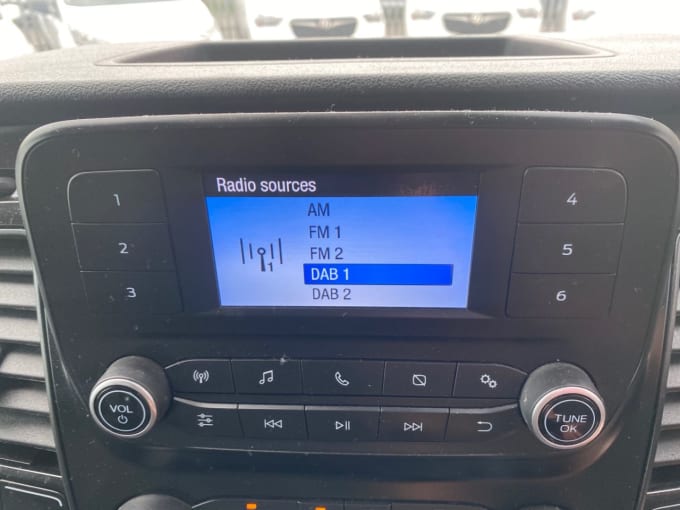 Radio sources
AM
FM 1
FM 2
DAB 1
DAB 2
1
1
2
3
4
5
6
VOL
TUNE
OK